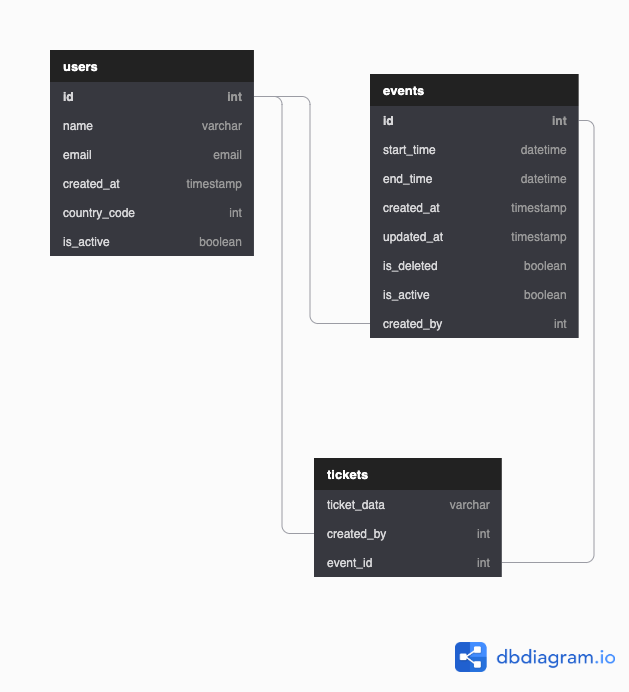 users
id int
name varchar
email email
created_at timestamp
country_code int
is_active boolean
events
id int
start_time datetime
end_time datetime
created_at timestamp
updated_at timestamp
is_deleted boolean
is_active boolean
created_by int
tickets
ticket_data varchar
created_by int
event_id int
dbdiagram.io